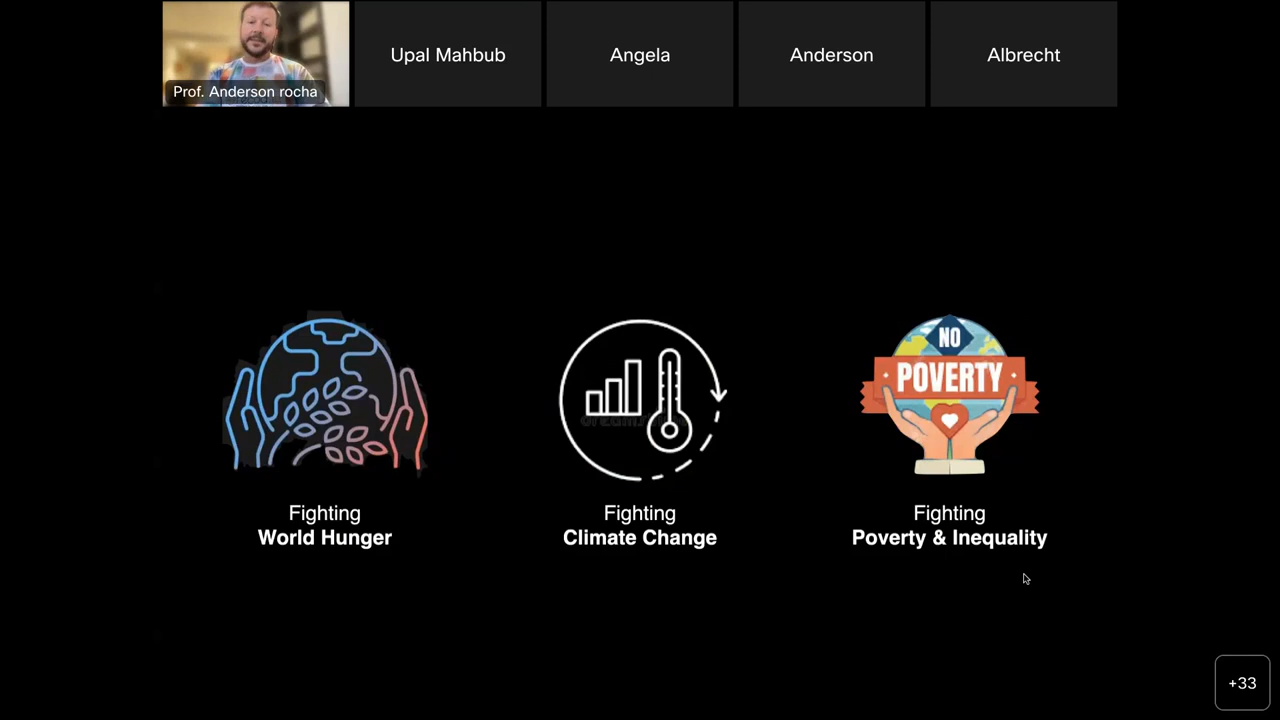 Prof. Anderson rocha
Upal Mahbub
Angela
Anderson
Albrecht
NO
POVERTY
Fighting
World Hunger
Fighting
Climate Change
Fighting
Poverty & Inequality
+33